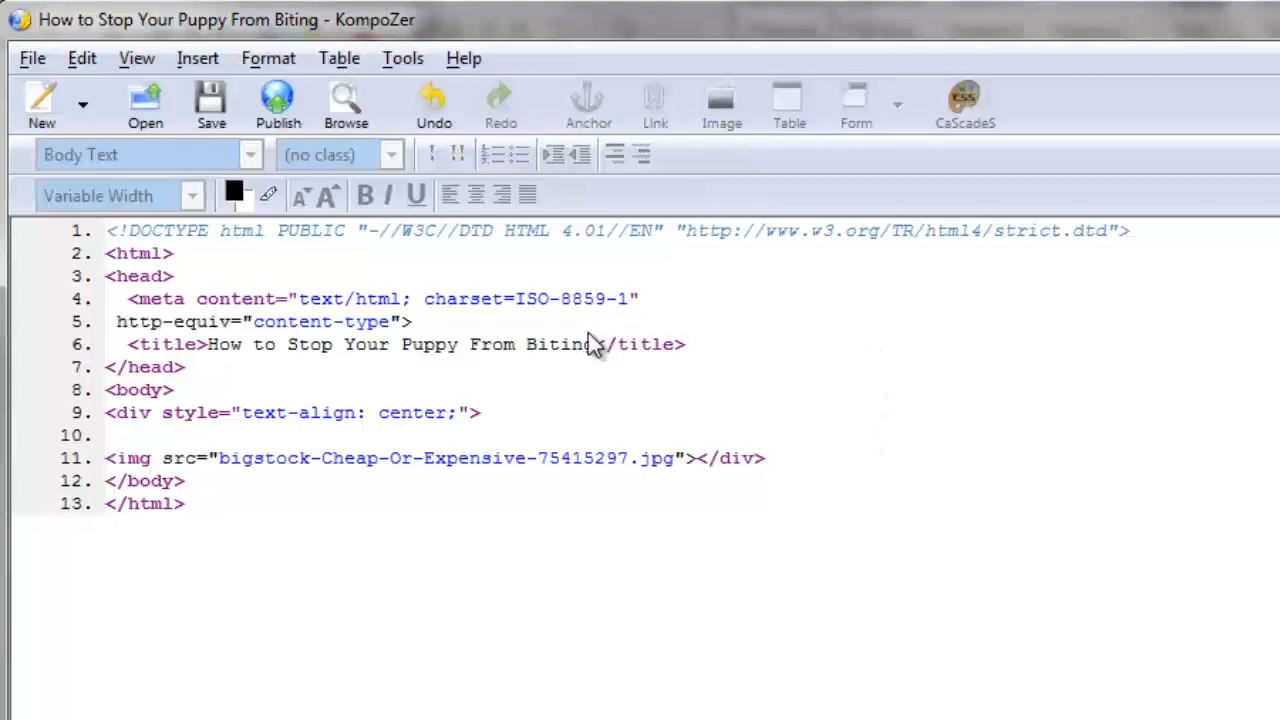 How to Stop Your Puppy From Biting - KompoZer
File Edit View Insert Format Table Tools Help
New Open Save Publish Browse Undo Redo Anchor Link Image Table Form CaScadeS
Body Text (no class)
Variable Width B I U
1. <!DOCTYPE html PUBLIC "-//W3C//DTD HTML 4.01//EN" "http://www.w3.org/TR/html4/strict.dtd">
2. <html>
3. <head>
4. <meta content="text/html; charset=ISO-8859-1"
5. http-equiv="content-type">
6. <title>How to Stop Your Puppy From Biting</title>
7. </head>
8. <body>
9. <div style="text-align: center;">
10.
11. <img src="bigstock-Cheap-Or-Expensive-75415297.jpg"></div>
12. </body>
13. </html>